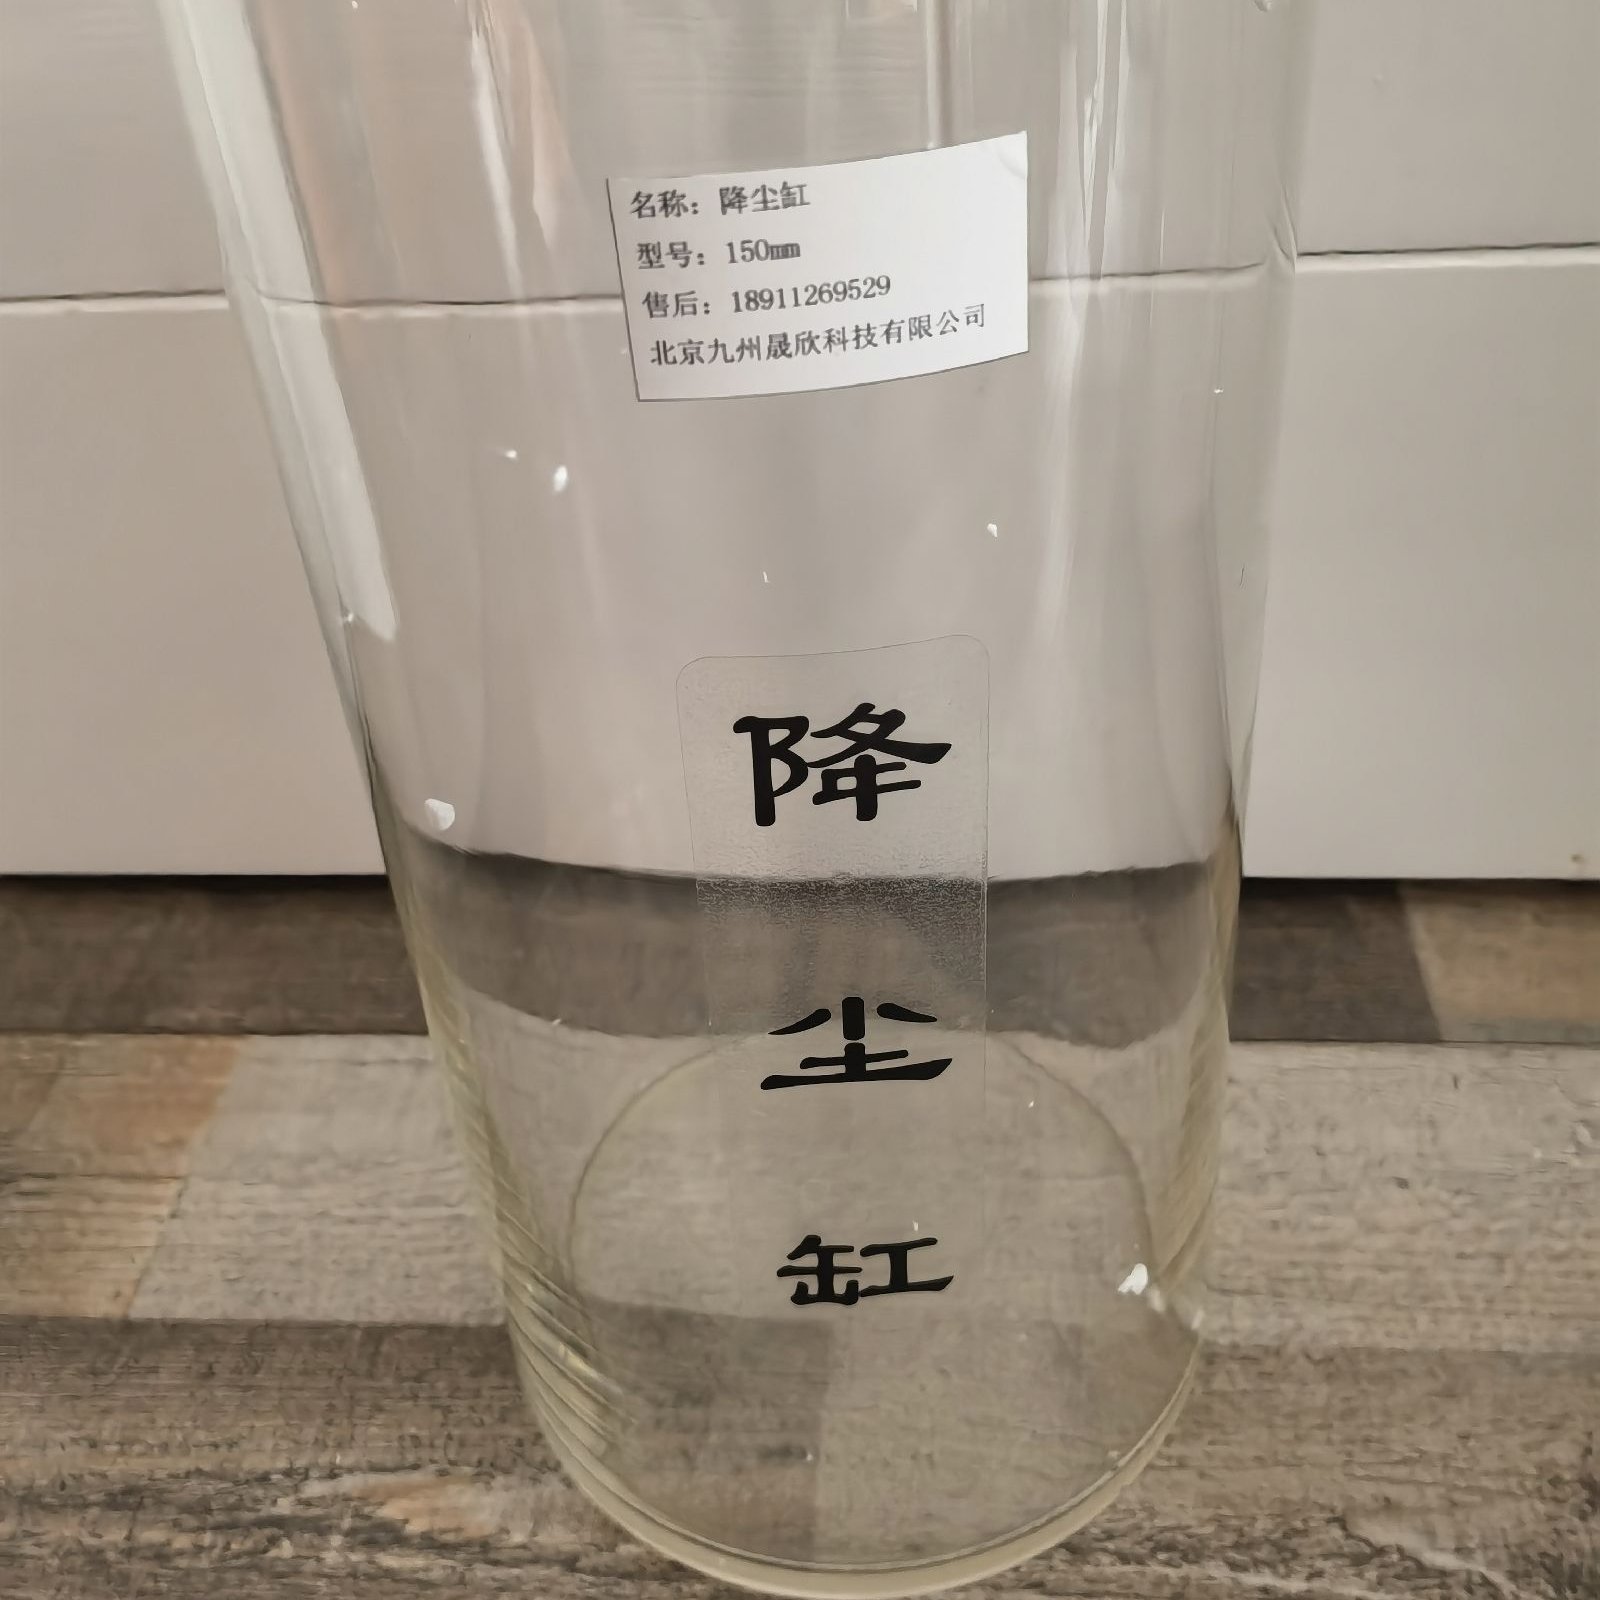 名称：降尘缸
型号：150mm
售后：18911269529
北京九州晟欣科技有限公司
降
尘
缸